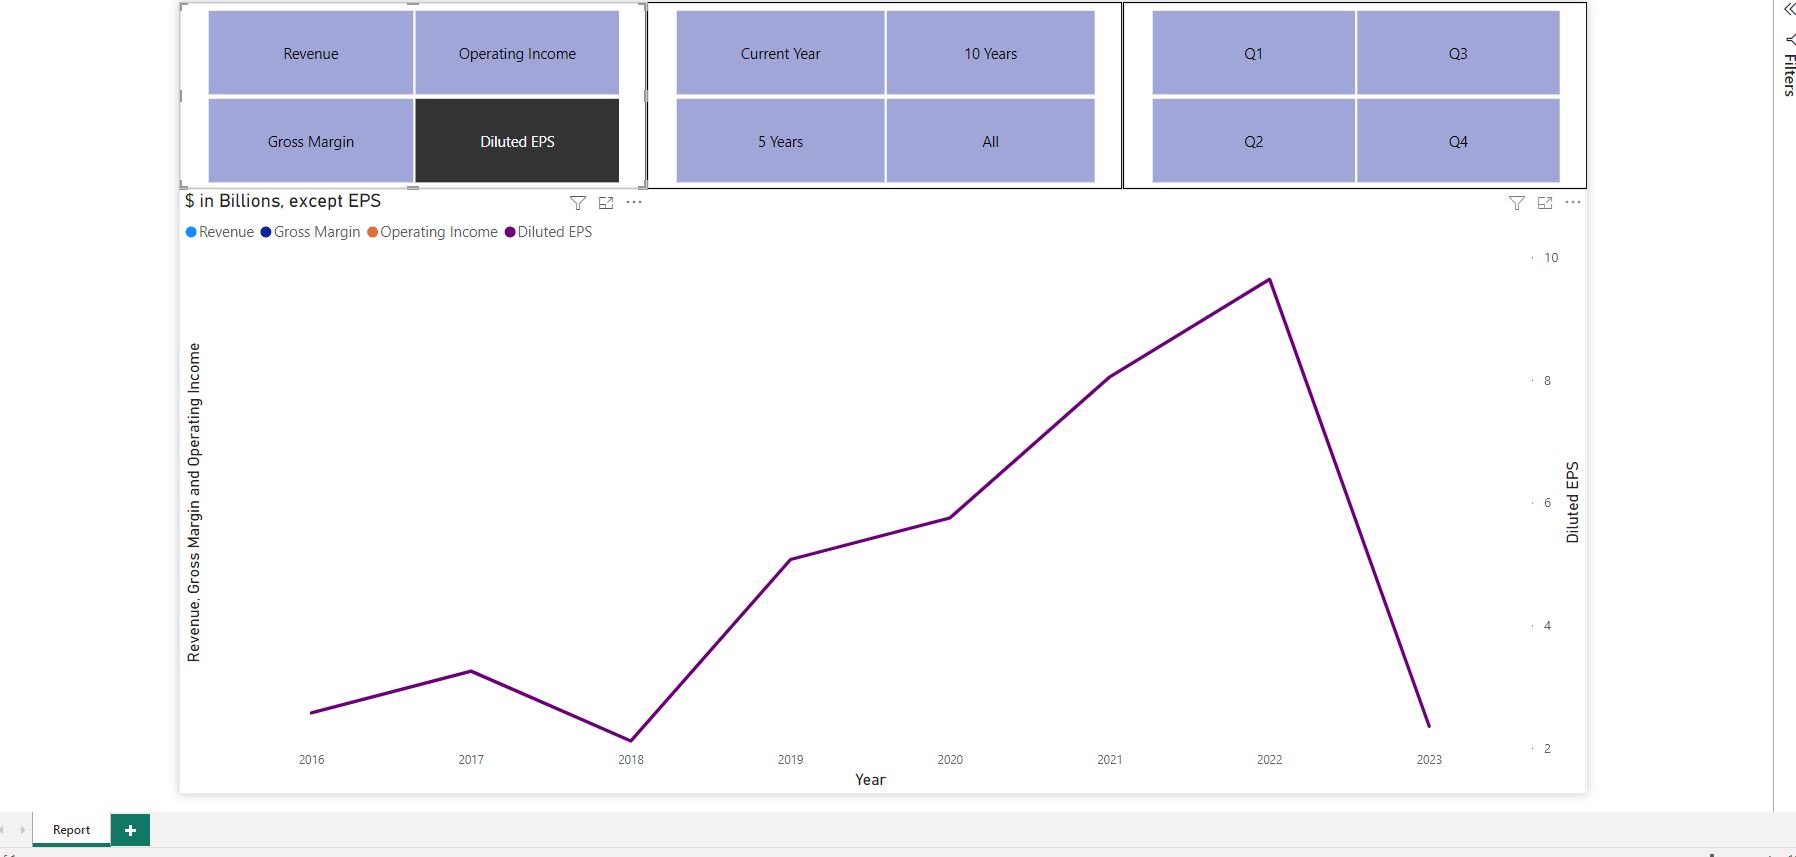 Revenue Operating Income
Gross Margin Diluted EPS
Current Year 10 Years
5 Years All
Q1 Q3
Q2 Q4
Filters
$ in Billions, except EPS
Revenue Gross Margin Operating Income Diluted EPS
Revenue, Gross Margin and Operating Income
10
8
6
4
2
Diluted EPS
2016 2017 2018 2019 2020 2021 2022 2023
Year
Report